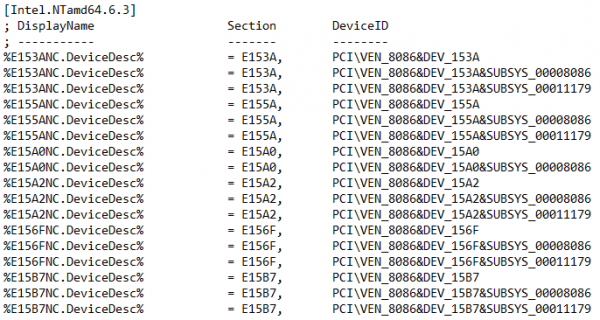 [Intel.NTamd64.6.3]
; DisplayName Section DeviceID
; ----------- ------- --------
%E153ANC.DeviceDesc% = E153A, PCI\VEN_8086&DEV_153A
%E153ANC.DeviceDesc% = E153A, PCI\VEN_8086&DEV_153A&SUBSYS_00008086
%E153ANC.DeviceDesc% = E153A, PCI\VEN_8086&DEV_153A&SUBSYS_00011179
%E155ANC.DeviceDesc% = E155A, PCI\VEN_8086&DEV_155A
%E155ANC.DeviceDesc% = E155A, PCI\VEN_8086&DEV_155A&SUBSYS_00008086
%E155ANC.DeviceDesc% = E155A, PCI\VEN_8086&DEV_155A&SUBSYS_00011179
%E15A0NC.DeviceDesc% = E15A0, PCI\VEN_8086&DEV_15A0
%E15A0NC.DeviceDesc% = E15A0, PCI\VEN_8086&DEV_15A0&SUBSYS_00008086
%E15A2NC.DeviceDesc% = E15A2, PCI\VEN_8086&DEV_15A2
%E15A2NC.DeviceDesc% = E15A2, PCI\VEN_8086&DEV_15A2&SUBSYS_00008086
%E15A2NC.DeviceDesc% = E15A2, PCI\VEN_8086&DEV_15A2&SUBSYS_00011179
%E156FNC.DeviceDesc% = E156F, PCI\VEN_8086&DEV_156F
%E156FNC.DeviceDesc% = E156F, PCI\VEN_8086&DEV_156F&SUBSYS_00008086
%E156FNC.DeviceDesc% = E156F, PCI\VEN_8086&DEV_156F&SUBSYS_00011179
%E15B7NC.DeviceDesc% = E15B7, PCI\VEN_8086&DEV_15B7
%E15B7NC.DeviceDesc% = E15B7, PCI\VEN_8086&DEV_15B7&SUBSYS_00008086
%E15B7NC.DeviceDesc% = E15B7, PCI\VEN_8086&DEV_15B7&SUBSYS_00011179